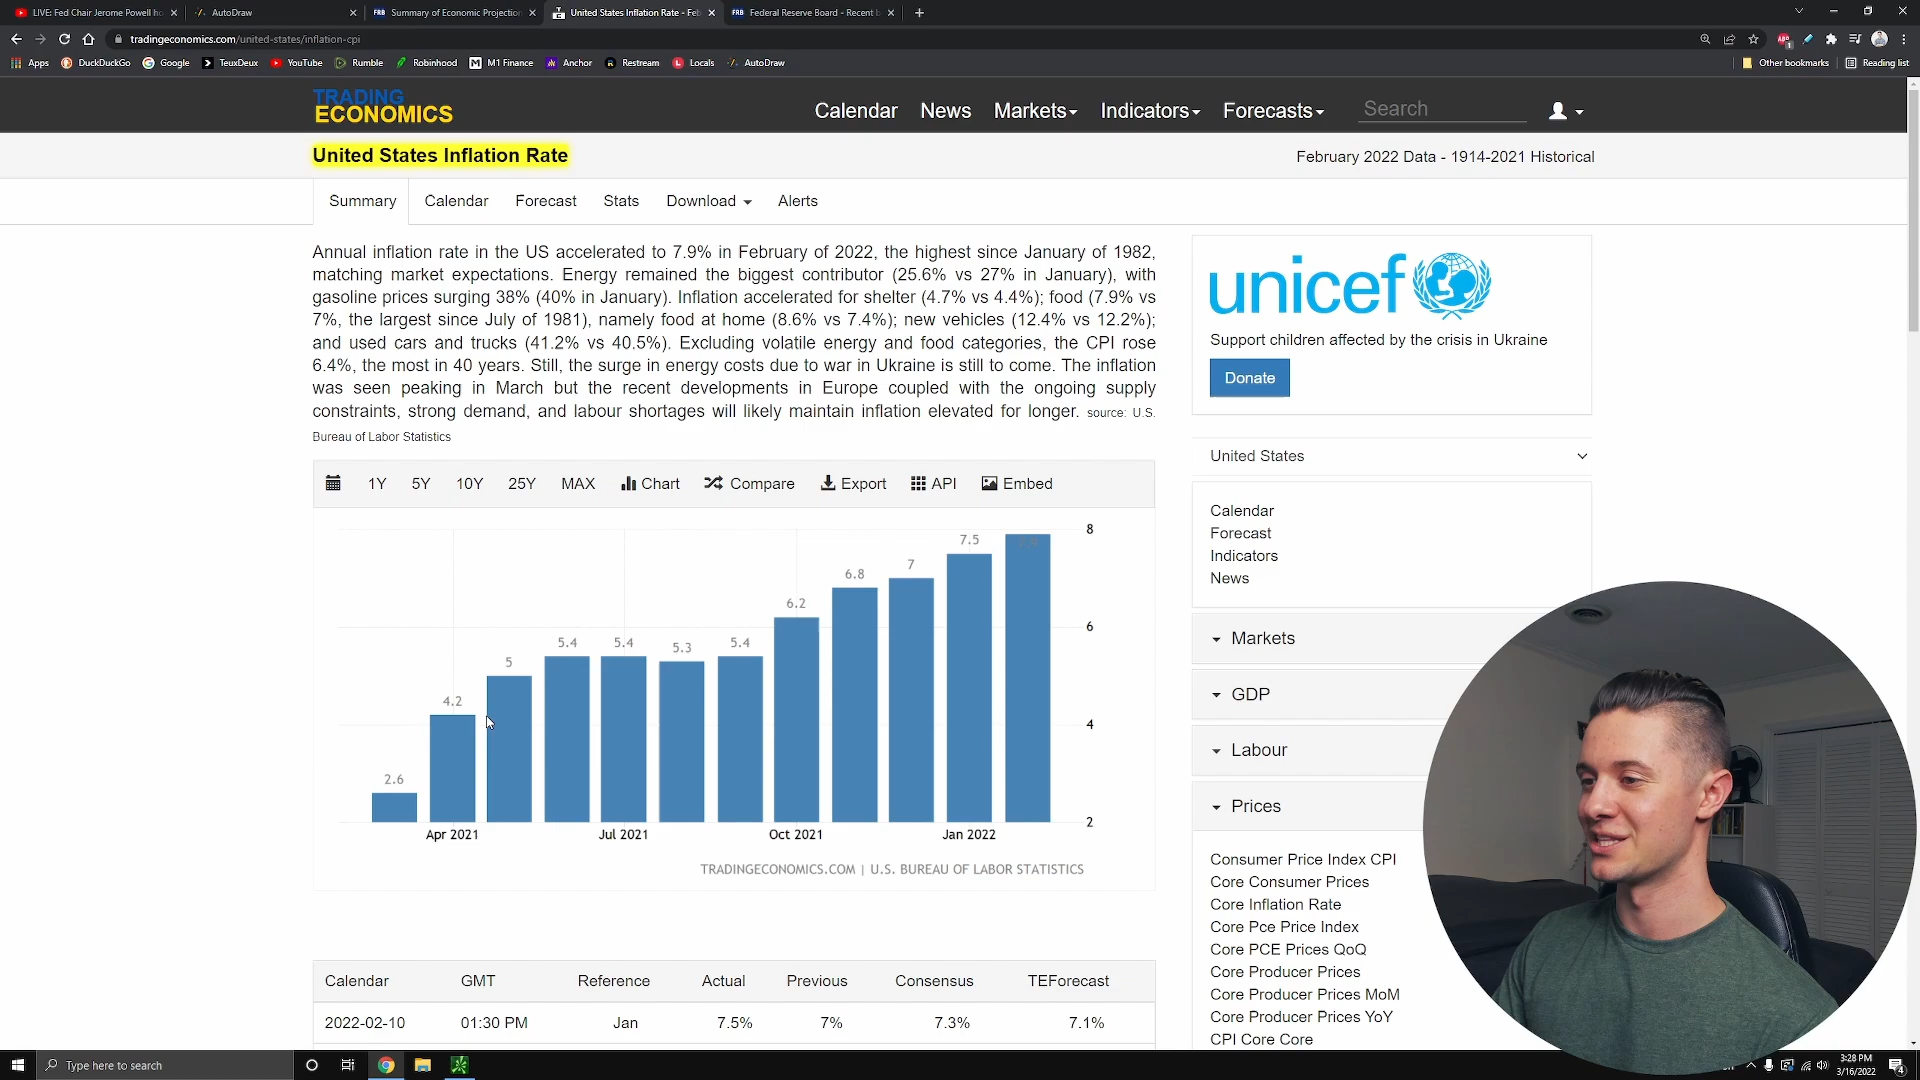 LIVE: Fed Chair Jerome Powell ho
AutoDraw
FRB Summary of Economic Projection
United States Inflation Rate - Feb
FRB Federal Reserve Board - Recent b
tradingeconomics.com/united-states/inflation-cpi
Apps DuckDuckGo Google TeuxDeux YouTube Rumble Robinhood M1 Finance Anchor Restream Locals AutoDraw Other bookmarks Reading list
TRADING
ECONOMICS
Calendar News Markets Indicators Forecasts Search
United States Inflation Rate
February 2022 Data - 1914-2021 Historical
Summary Calendar Forecast Stats Download Alerts
Annual inflation rate in the US accelerated to 7.9% in February of 2022, the highest since January of 1982,
matching market expectations. Energy remained the biggest contributor (25.6% vs 27% in January), with
gasoline prices surging 38% (40% in January). Inflation accelerated for shelter (4.7% vs 4.4%); food (7.9% vs
7%, the largest since July of 1981), namely food at home (8.6% vs 7.4%); new vehicles (12.4% vs 12.2%);
and used cars and trucks (41.2% vs 40.5%). Excluding volatile energy and food categories, the CPI rose
6.4%, the most in 40 years. Still, the surge in energy costs due to war in Ukraine is still to come. The inflation
was seen peaking in March but the recent developments in Europe coupled with the ongoing supply
constraints, strong demand, and labour shortages will likely maintain inflation elevated for longer. source: U.S.
Bureau of Labor Statistics
unicef
Support children affected by the crisis in Ukraine
Donate
United States
Calendar
Forecast
Indicators
News
Markets
GDP
Labour
Prices
Consumer Price Index CPI
Core Consumer Prices
Core Inflation Rate
Core Pce Price Index
Core PCE Prices QoQ
Core Producer Prices
Core Producer Prices MoM
Core Producer Prices YoY
CPI Core Core
1Y 5Y 10Y 25Y MAX Chart Compare Export API Embed
2.6 4.2 5 5.4 5.4 5.3 5.4 6.2 6.8 7 7.5
8
6
4
2
Apr 2021 Jul 2021 Oct 2021 Jan 2022
TRADINGECONOMICS.COM | U.S. BUREAU OF LABOR STATISTICS
Calendar GMT Reference Actual Previous Consensus TEForecast
2022-02-10 01:30 PM Jan 7.5% 7% 7.3% 7.1%
Type here to search
3:28 PM
3/16/2022